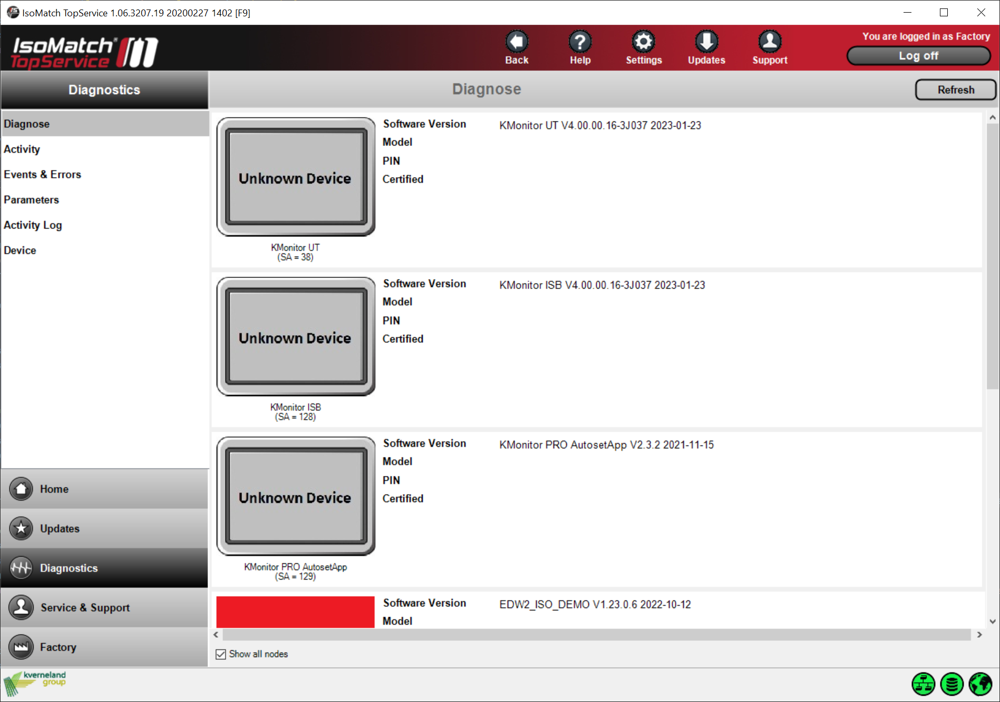 IsoMatch TopService 1.06.3207.19 20200227 1402 [F9]
IsoMatch®
TopService
Back
Help
Settings
Updates
Support
You are logged in as Factory
Log off
Diagnostics
Diagnose
Refresh
Diagnose
Activity
Events & Errors
Parameters
Activity Log
Device
Unknown Device
KMonitor UT
(SA = 38)
Software Version KMonitor UT V4.00.00.16-3J037 2023-01-23
Model
PIN
Certified
Unknown Device
KMonitor ISB
(SA = 128)
Software Version KMonitor ISB V4.00.00.16-3J037 2023-01-23
Model
PIN
Certified
Unknown Device
KMonitor PRO AutosetApp
(SA = 129)
Software Version KMonitor PRO AutosetApp V2.3.2 2021-11-15
Model
PIN
Certified
Software Version EDW2_ISO_DEMO V1.23.0.6 2022-10-12
Model
Show all nodes
Home
Updates
Diagnostics
Service & Support
Factory
kverneland
group